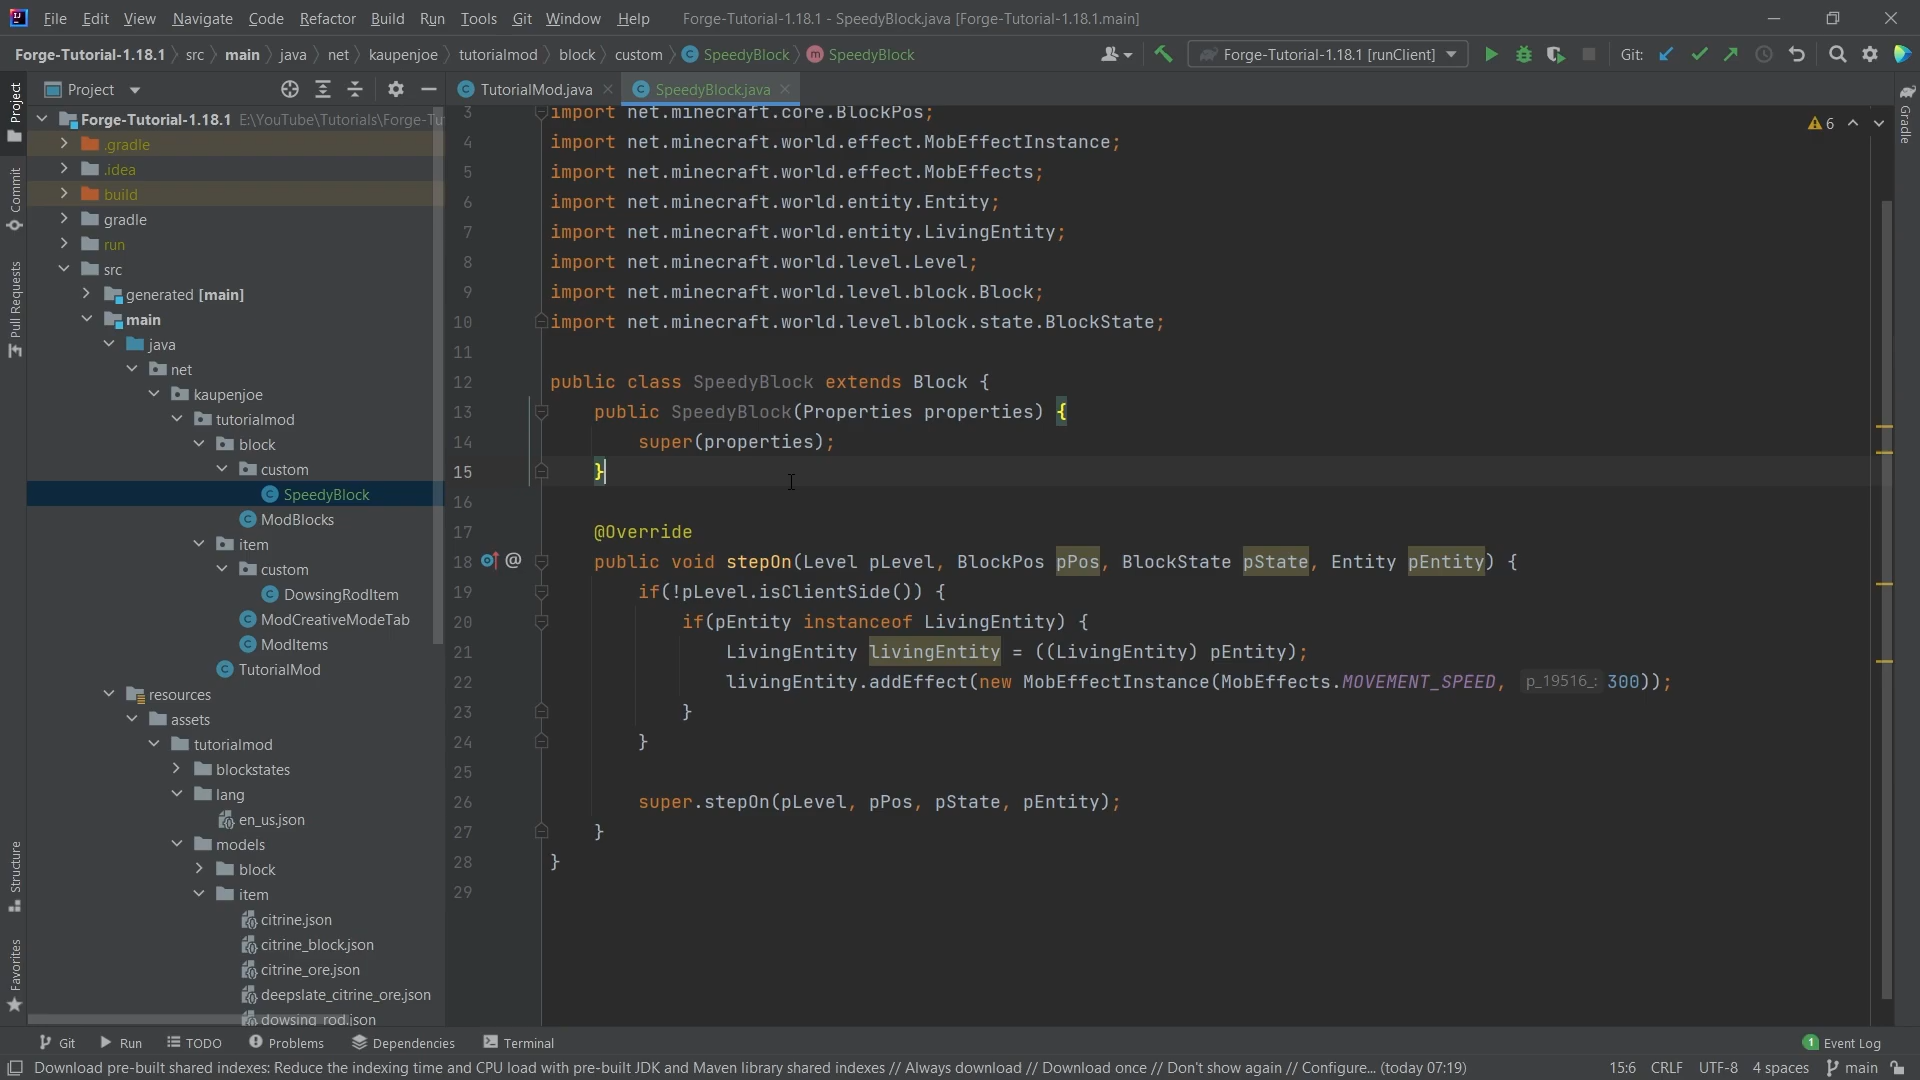 File Edit View Navigate Code Refactor Build Run Tools Git Window Help Forge-Tutorial-1.18.1 - SpeedyBlock.java [Forge-Tutorial-1.18.1.main]
Forge-Tutorial-1.18.1 src main java net kaupenjoe tutorialmod block custom SpeedyBlock SpeedyBlock Forge-Tutorial-1.18.1 [runClient] Git:
Project
Commit
Pull Requests
Structure
Favorites
Project
Forge-Tutorial-1.18.1 E:\YouTube\Tutorials\Forge-Tu
.gradle
.idea
build
gradle
run
src
generated [main]
main
java
net
kaupenjoe
tutorialmod
block
custom
SpeedyBlock
ModBlocks
item
custom
DowsingRodItem
ModCreativeModeTab
ModItems
TutorialMod
resources
assets
tutorialmod
blockstates
lang
en_us.json
models
block
item
citrine.json
citrine_block.json
citrine_ore.json
deepslate_citrine_ore.json
dowsing_rod.json
TutorialMod.java SpeedyBlock.java
6
3 import net.minecraft.core.BlockPos;
4 import net.minecraft.world.effect.MobEffectInstance;
5 import net.minecraft.world.effect.MobEffects;
6 import net.minecraft.world.entity.Entity;
7 import net.minecraft.world.entity.LivingEntity;
8 import net.minecraft.world.level.Level;
9 import net.minecraft.world.level.block.Block;
10 import net.minecraft.world.level.block.state.BlockState;
11
12 public class SpeedyBlock extends Block {
13 public SpeedyBlock(Properties properties) {
14 super(properties);
15 }
16
17 @Override
18 @ public void stepOn(Level pLevel, BlockPos pPos, BlockState pState, Entity pEntity) {
19 if(!pLevel.isClientSide()) {
20 if(pEntity instanceof LivingEntity) {
21 LivingEntity livingEntity = ((LivingEntity) pEntity);
22 livingEntity.addEffect(new MobEffectInstance(MobEffects.MOVEMENT_SPEED, p_19516_: 300));
23 }
24 }
25
26 super.stepOn(pLevel, pPos, pState, pEntity);
27 }
28 }
29
Gradle
Git Run TODO Problems Dependencies Terminal 1 Event Log
Download pre-built shared indexes: Reduce the indexing time and CPU load with pre-built JDK and Maven library shared indexes // Always download // Download once // Don't show again // Configure... (today 07:19) 15:6 CRLF UTF-8 4 spaces main